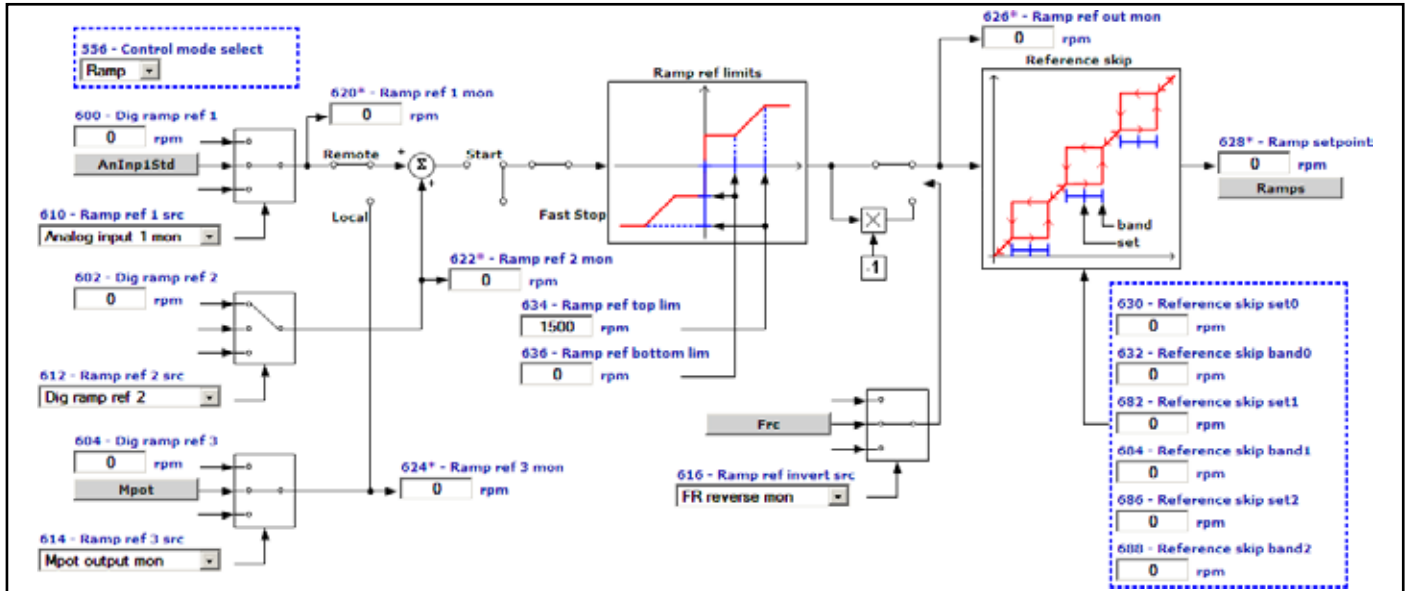 556 - Control mode select
Ramp
600 - Dig ramp ref 1
0 rpm
AnInp1Std
610 - Ramp ref 1 src
Analog input 1 mon
602 - Dig ramp ref 2
0 rpm
612 - Ramp ref 2 src
Dig ramp ref 2
604 - Dig ramp ref 3
0 rpm
Mpot
614 - Ramp ref 3 src
Mpot output mon
620* - Ramp ref 1 mon
0 rpm
Remote
Local
+
Σ
+
Start
Fast Stop
622* - Ramp ref 2 mon
0 rpm
624* - Ramp ref 3 mon
0 rpm
Ramp ref limits
634 - Ramp ref top lim
1500 rpm
636 - Ramp ref bottom lim
0 rpm
X
-1
Frc
616 - Ramp ref invert src
FR reverse mon
626* - Ramp ref out mon
0 rpm
Reference skip
band
set
628* - Ramp setpoint
0 rpm
Ramps
630 - Reference skip set0
0 rpm
632 - Reference skip band0
0 rpm
682 - Reference skip set1
0 rpm
684 - Reference skip band1
0 rpm
686 - Reference skip set2
0 rpm
688 - Reference skip band2
0 rpm